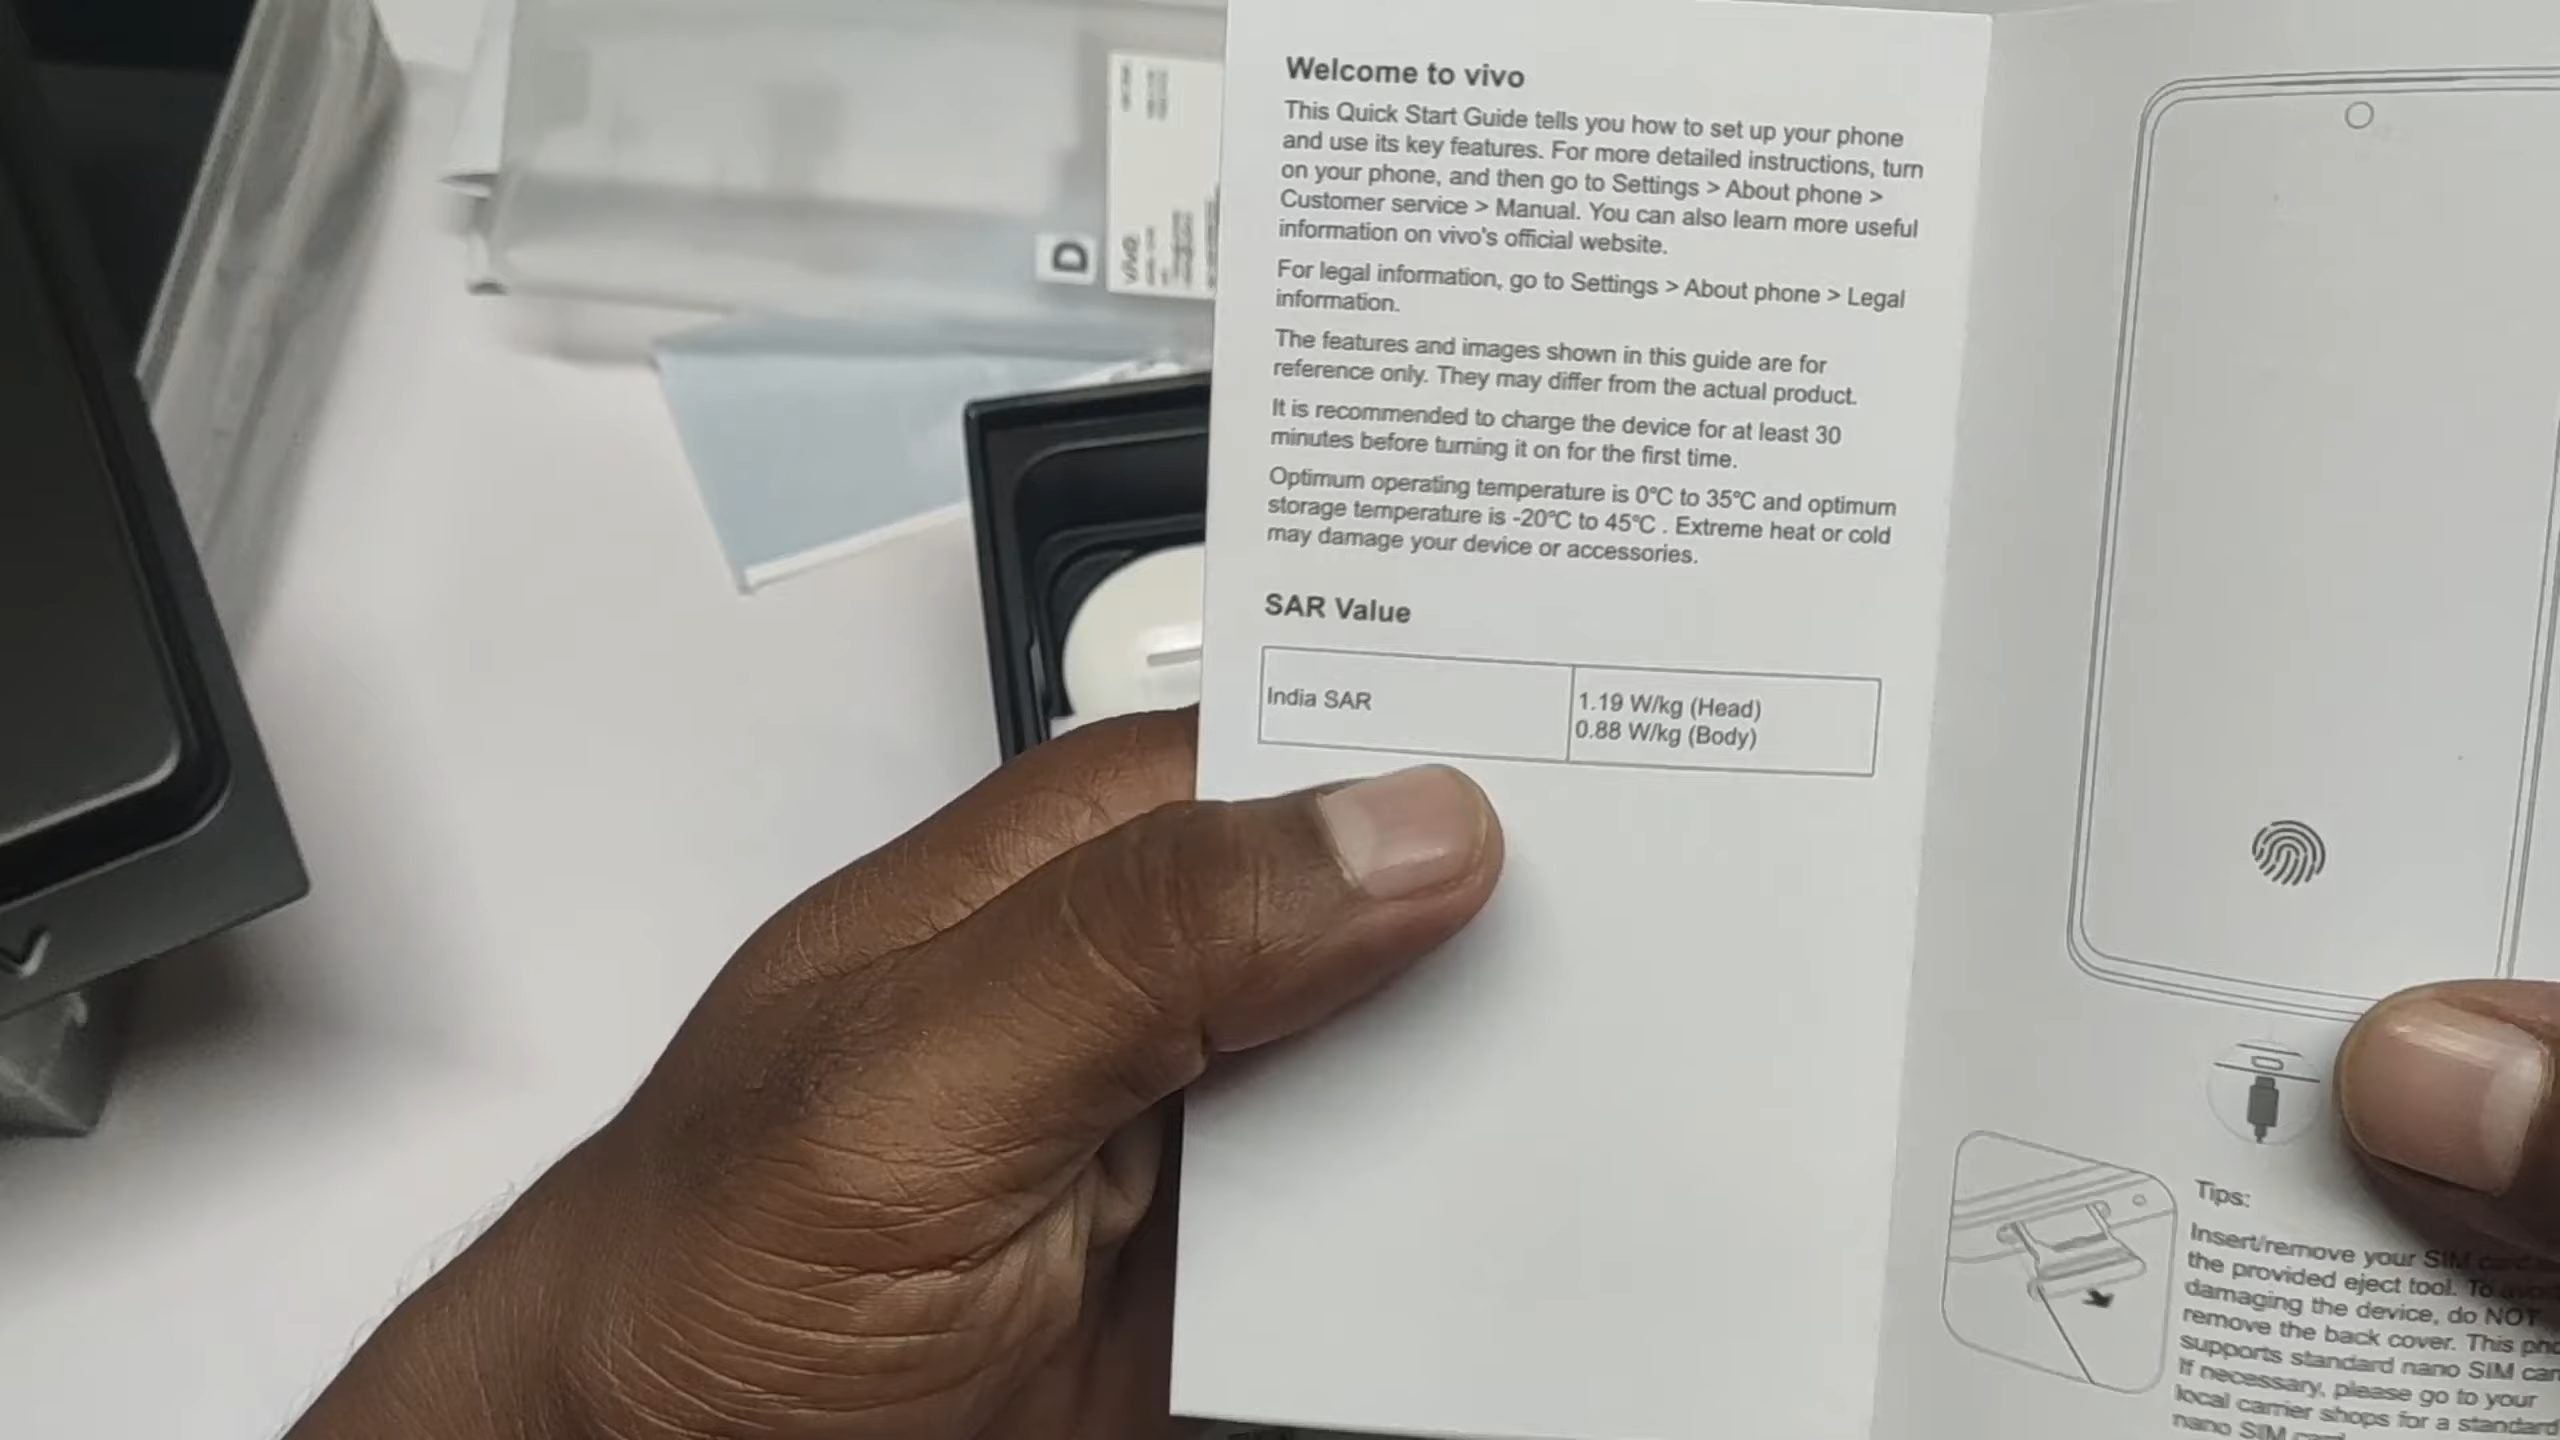 Welcome to vivo
This Quick Start Guide tells you how to set up your phone
and use its key features. For more detailed instructions, turn
on your phone, and then go to Settings > About phone >
Customer service > Manual. You can also learn more useful
information on vivo's official website.
For legal information, go to Settings > About phone > Legal
information.
The features and images shown in this guide are for
reference only. They may differ from the actual product.
It is recommended to charge the device for at least 30
minutes before turning it on for the first time.
Optimum operating temperature is 0°C to 35°C and optimum
storage temperature is -20°C to 45°C . Extreme heat or cold
may damage your device or accessories.
SAR Value
India SAR
1.19 W/kg (Head)
0.88 W/kg (Body)
Tips:
Insert/remove your SIM card
the provided eject tool. To
damaging the device, do NOT
remove the back cover. This
supports standard nano SIM
If necessary, please go to your
local carrier shops for a standard
nano SIM card.
D
vivo